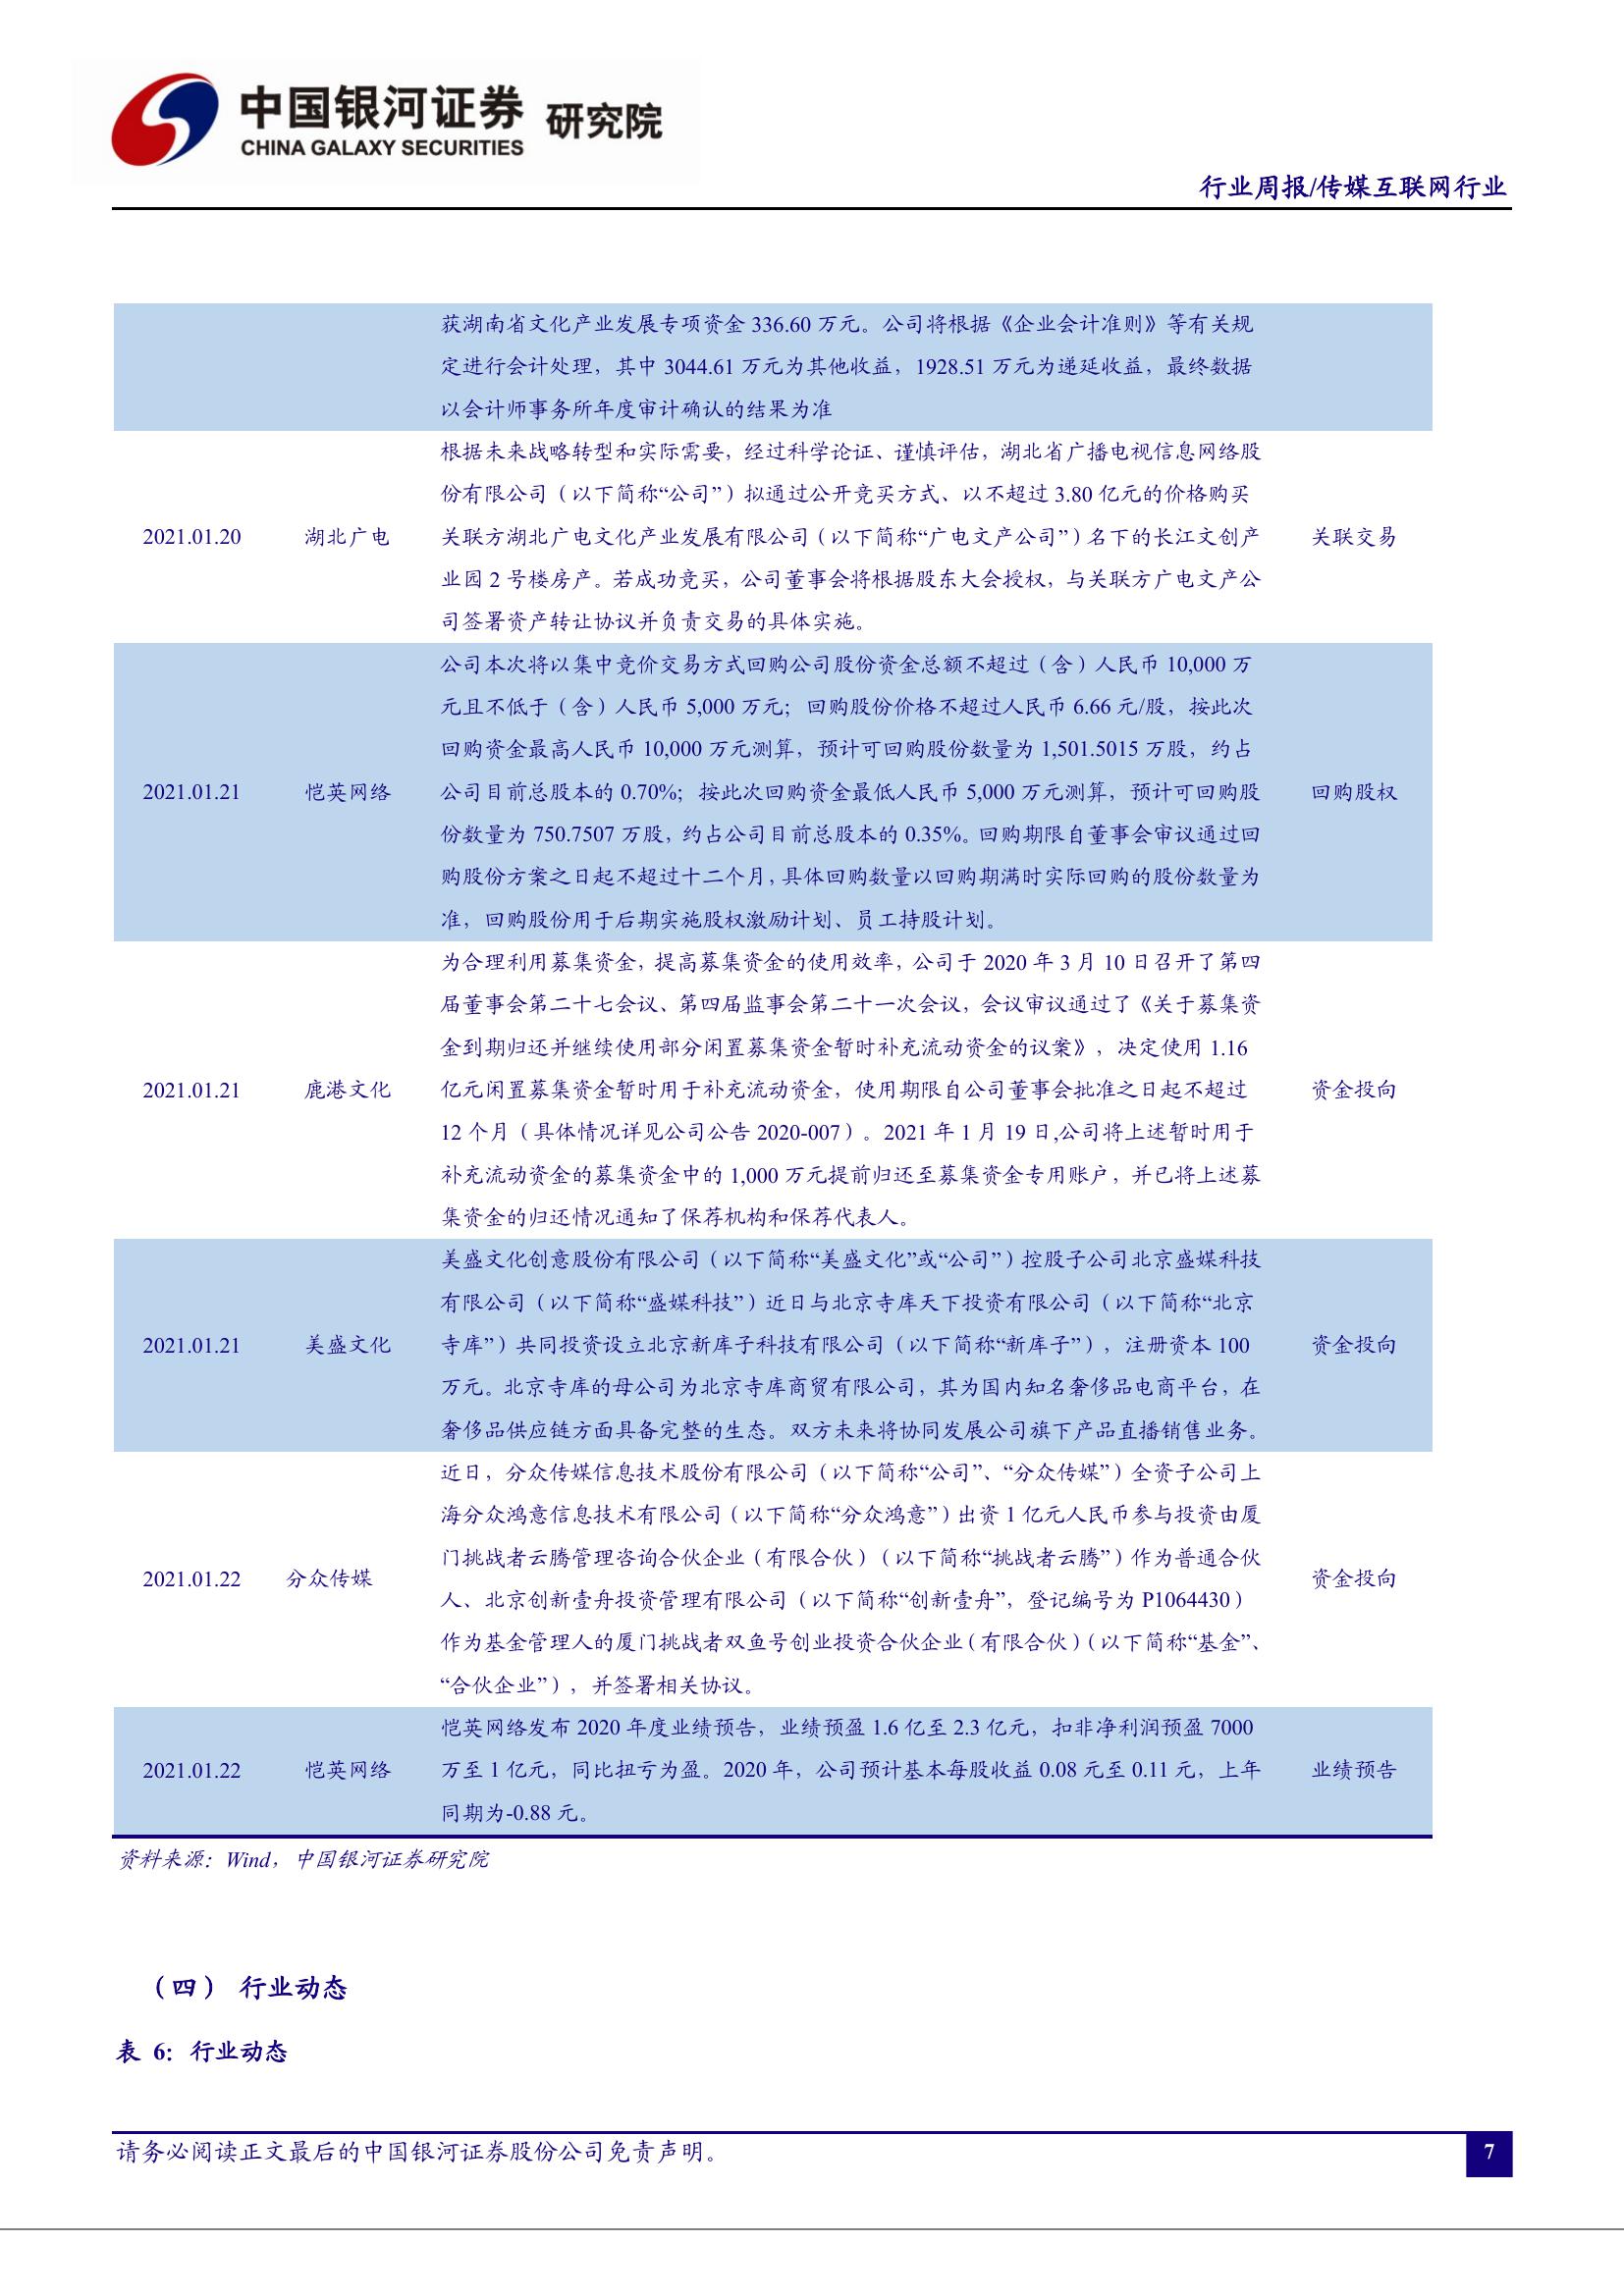 中国银河证券 研究院
CHINA GALAXY SECURITIES
行业周报/传媒互联网行业
获湖南省文化产业发展专项资金 336.60 万元。公司将根据《企业会计准则》等有关规
定进行会计处理，其中 3044.61 万元为其他收益，1928.51 万元为递延收益，最终数据
以会计师事务所年度审计确认的结果为准
根据未来战略转型和实际需要，经过科学论证、谨慎评估，湖北省广播电视信息网络股
份有限公司（以下简称“公司”）拟通过公开竞买方式、以不超过 3.80 亿元的价格购买
2021.01.20 湖北广电 关联方湖北广电文化产业发展有限公司（以下简称“广电文产公司”）名下的长江文创产 关联交易
业园 2 号楼房产。若成功竞买，公司董事会将根据股东大会授权，与关联方广电文产公
司签署资产转让协议并负责交易的具体实施。
公司本次将以集中竞价交易方式回购公司股份资金总额不超过（含）人民币 10,000 万
元且不低于（含）人民币 5,000 万元；回购股份价格不超过人民币 6.66 元/股，按此次
回购资金最高人民币 10,000 万元测算，预计可回购股份数量为 1,501.5015 万股，约占
2021.01.21 恺英网络 公司目前总股本的 0.70%；按此次回购资金最低人民币 5,000 万元测算，预计可回购股 回购股权
份数量为 750.7507 万股，约占公司目前总股本的 0.35%。回购期限自董事会审议通过回
购股份方案之日起不超过十二个月，具体回购数量以回购期满时实际回购的股份数量为
准，回购股份用于后期实施股权激励计划、员工持股计划。
为合理利用募集资金，提高募集资金的使用效率，公司于 2020 年 3 月 10 日召开了第四
届董事会第二十七会议、第四届监事会第二十一次会议，会议审议通过了《关于募集资
金到期归还并继续使用部分闲置募集资金暂时补充流动资金的议案》，决定使用 1.16
2021.01.21 鹿港文化 亿元闲置募集资金暂时用于补充流动资金，使用期限自公司董事会批准之日起不超过 资金投向
12 个月（具体情况详见公司公告 2020-007）。2021 年 1 月 19 日,公司将上述暂时用于
补充流动资金的募集资金中的 1,000 万元提前归还至募集资金专用账户，并已将上述募
集资金的归还情况通知了保荐机构和保荐代表人。
美盛文化创意股份有限公司（以下简称“美盛文化”或“公司”）控股子公司北京盛媒科技
有限公司（以下简称“盛媒科技”）近日与北京寺库天下投资有限公司（以下简称“北京
2021.01.21 美盛文化 寺库”）共同投资设立北京新库子科技有限公司（以下简称“新库子”），注册资本 100 资金投向
万元。北京寺库的母公司为北京寺库商贸有限公司，其为国内知名奢侈品电商平台，在
奢侈品供应链方面具备完整的生态。双方未来将协同发展公司旗下产品直播销售业务。
近日，分众传媒信息技术股份有限公司（以下简称“公司”、“分众传媒”）全资子公司上
海分众鸿意信息技术有限公司（以下简称“分众鸿意”）出资 1 亿元人民币参与投资由厦
门挑战者云腾管理咨询合伙企业（有限合伙）（以下简称“挑战者云腾”）作为普通合伙
2021.01.22 分众传媒 人、北京创新壹舟投资管理有限公司（以下简称“创新壹舟”，登记编号为 P1064430） 资金投向
作为基金管理人的厦门挑战者双鱼号创业投资合伙企业（有限合伙）（以下简称“基金”、
“合伙企业”），并签署相关协议。
恺英网络发布 2020 年度业绩预告，业绩预盈 1.6 亿至 2.3 亿元，扣非净利润预盈 7000
2021.01.22 恺英网络 万至 1 亿元，同比扭亏为盈。2020 年，公司预计基本每股收益 0.08 元至 0.11 元，上年 业绩预告
同期为-0.88 元。
资料来源：Wind，中国银河证券研究院
（四） 行业动态
表 6：行业动态
请务必阅读正文最后的中国银河证券股份公司免责声明。 7